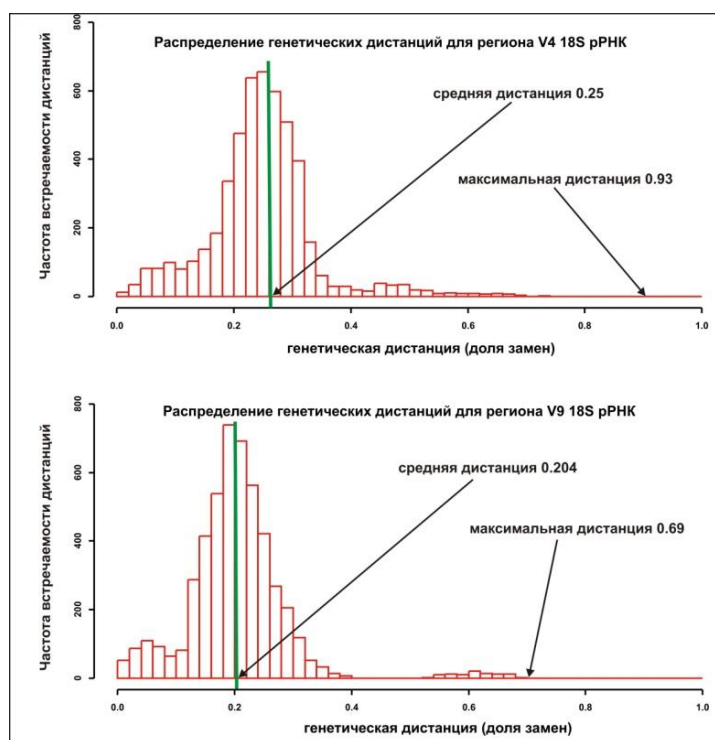 Распределение генетических дистанций для региона V4 18S рРНК
Частота встречаемости дистанций
800
600
400
200
0
средняя дистанция 0.25
максимальная дистанция 0.93
0.0 0.2 0.4 0.6 0.8 1.0
генетическая дистанция (доля замен)
Распределение генетических дистанций для региона V9 18S рРНК
Частота встречаемости дистанций
800
600
400
200
0
средняя дистанция 0.204
максимальная дистанция 0.69
0.0 0.2 0.4 0.6 0.8 1.0
генетическая дистанция (доля замен)